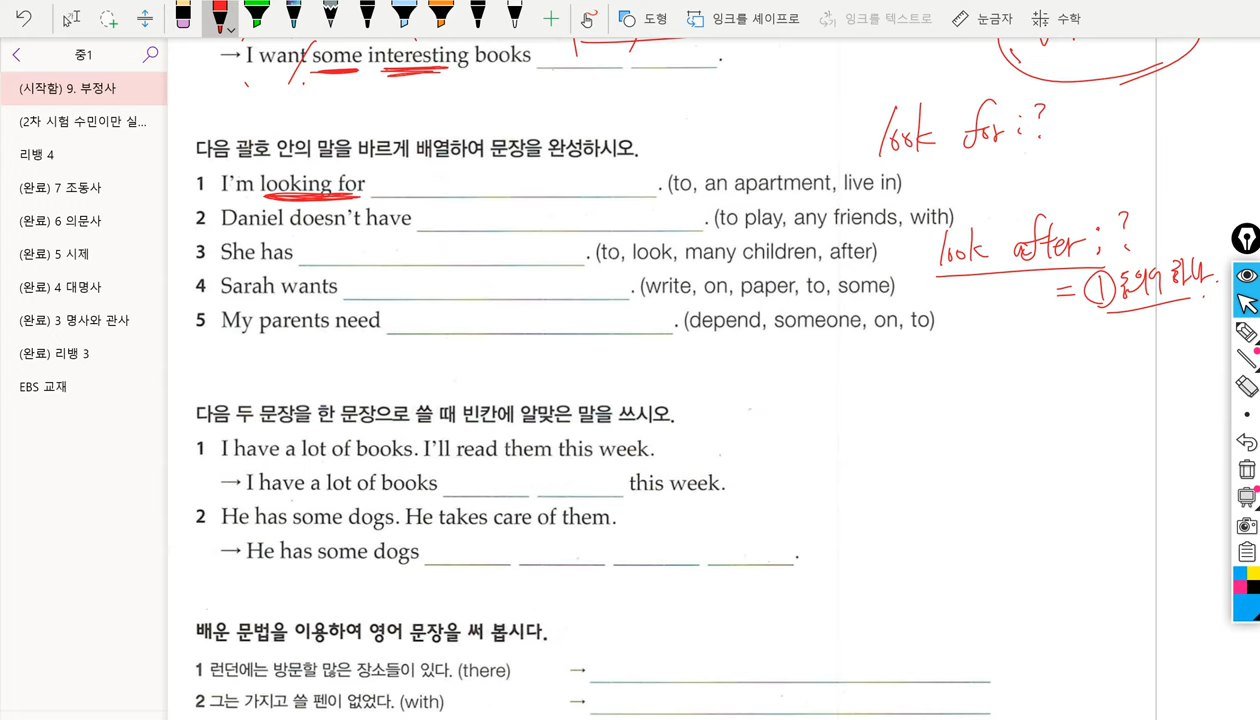 도형 잉크를 셰이프로 잉크를 텍스트로 눈금자 수학
중1
(시작함) 9. 부정사
(2차 시험 수민이만 실...
리뱅 4
(완료) 7 조동사
(완료) 6 의문사
(완료) 5 시제
(완료) 4 대명사
(완료) 3 명사와 관사
(완료) 리뱅 3
EBS 교재
→ I want some interesting books ______ ______.
look for : ?
다음 괄호 안의 말을 바르게 배열하여 문장을 완성하시오.
1 I'm looking for ______. (to, an apartment, live in)
2 Daniel doesn't have ______. (to play, any friends, with)
look after ; ?
3 She has ______. (to, look, many children, after)
= ① 동의어 하나.
4 Sarah wants ______. (write, on, paper, to, some)
5 My parents need ______. (depend, someone, on, to)
다음 두 문장을 한 문장으로 쓸 때 빈칸에 알맞은 말을 쓰시오.
1 I have a lot of books. I'll read them this week.
→ I have a lot of books ______ ______ this week.
2 He has some dogs. He takes care of them.
→ He has some dogs ______ ______ ______ ______.
배운 문법을 이용하여 영어 문장을 써 봅시다.
1 런던에는 방문할 많은 장소들이 있다. (there) → ______
2 그는 가지고 쓸 펜이 없었다. (with) → ______